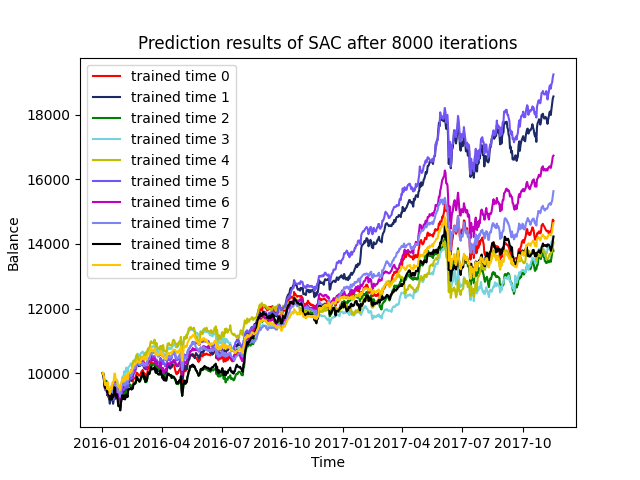 Prediction results of SAC after 8000 iterations
trained time 0
trained time 1
trained time 2
trained time 3
trained time 4
trained time 5
trained time 6
trained time 7
trained time 8
trained time 9
Balance
18000
16000
14000
12000
10000
2016-01 2016-04 2016-07 2016-10 2017-01 2017-04 2017-07 2017-10
Time